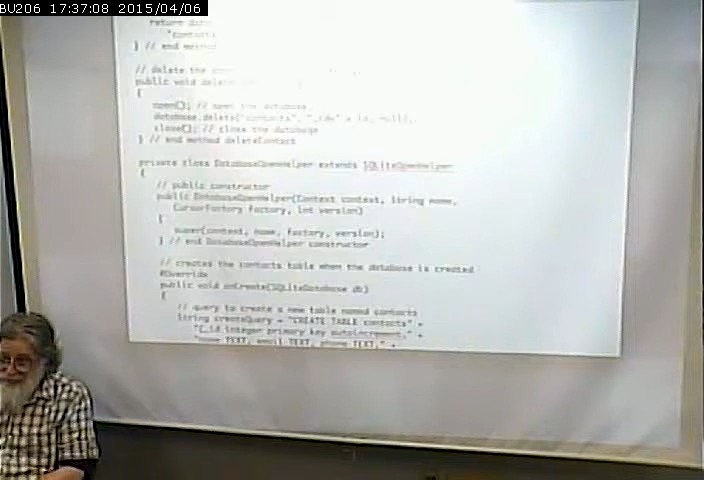 BU206 17:37:08 2015/04/06
return
"contact
} // end method
// delete the
public void delete
{
open(); // open the database
database.delete("contacts", "_id=" + id, null);
close(); // close the database
} // end method deleteContact
private class DatabaseOpenHelper extends SQLiteOpenHelper
{
// public constructor
public DatabaseOpenHelper(Context context, String name,
CursorFactory factory, int version)
{
super(context, name, factory, version);
} // end DatabaseOpenHelper constructor
// creates the contacts table when the database is created
@Override
public void onCreate(SQLiteDatabase db)
{
// query to create a new table named contacts
String createQuery = "CREATE TABLE contacts" +
"(_id integer primary key autoincrement," +
"name TEXT, email TEXT, phone TEXT," +